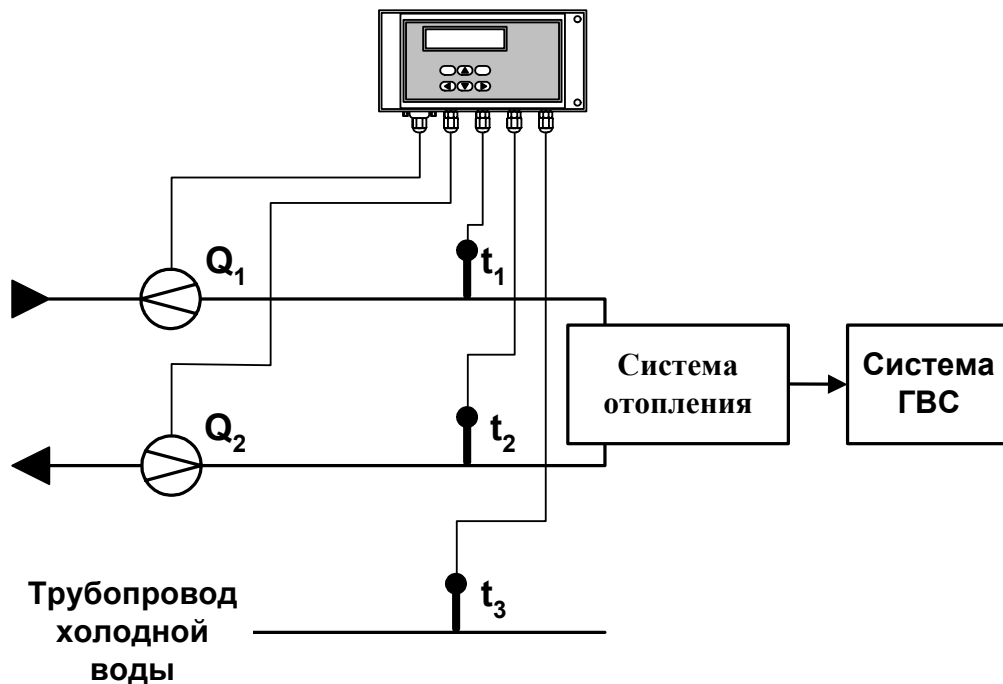 Q1
t1
Система
отопления
Система
ГВС
Q2
t2
t3
Трубопровод
холодной
воды